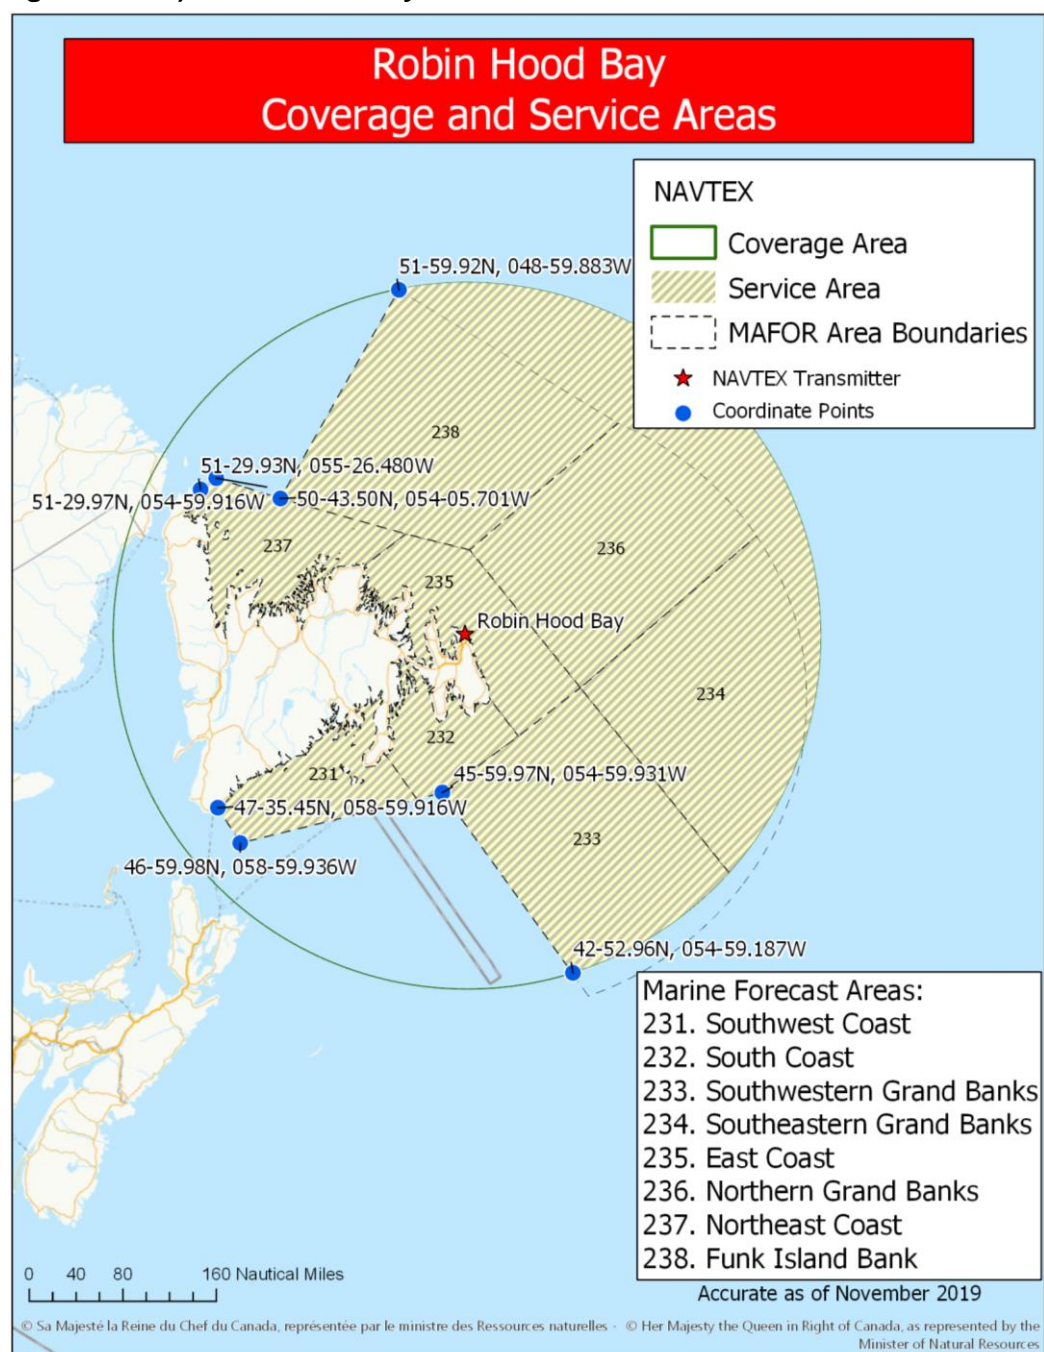 Robin Hood Bay
Coverage and Service Areas
NAVTEX
Coverage Area
Service Area
MAFOR Area Boundaries
NAVTEX Transmitter
Coordinate Points
51-59.92N, 048-59.883W
238
51-29.93N, 055-26.480W
51-29.97N, 054-59.916W
50-43.50N, 054-05.701W
237
236
235
Robin Hood Bay
234
232
231
45-59.97N, 054-59.931W
47-35.45N, 058-59.916W
233
46-59.98N, 058-59.936W
42-52.96N, 054-59.187W
Marine Forecast Areas:
231. Southwest Coast
232. South Coast
233. Southwestern Grand Banks
234. Southeastern Grand Banks
235. East Coast
236. Northern Grand Banks
237. Northeast Coast
238. Funk Island Bank
Accurate as of November 2019
0 40 80 160 Nautical Miles
© Sa Majesté la Reine du Chef du Canada, représentée par le ministre des Ressources naturelles - © Her Majesty the Queen in Right of Canada, as represented by the
Minister of Natural Resources